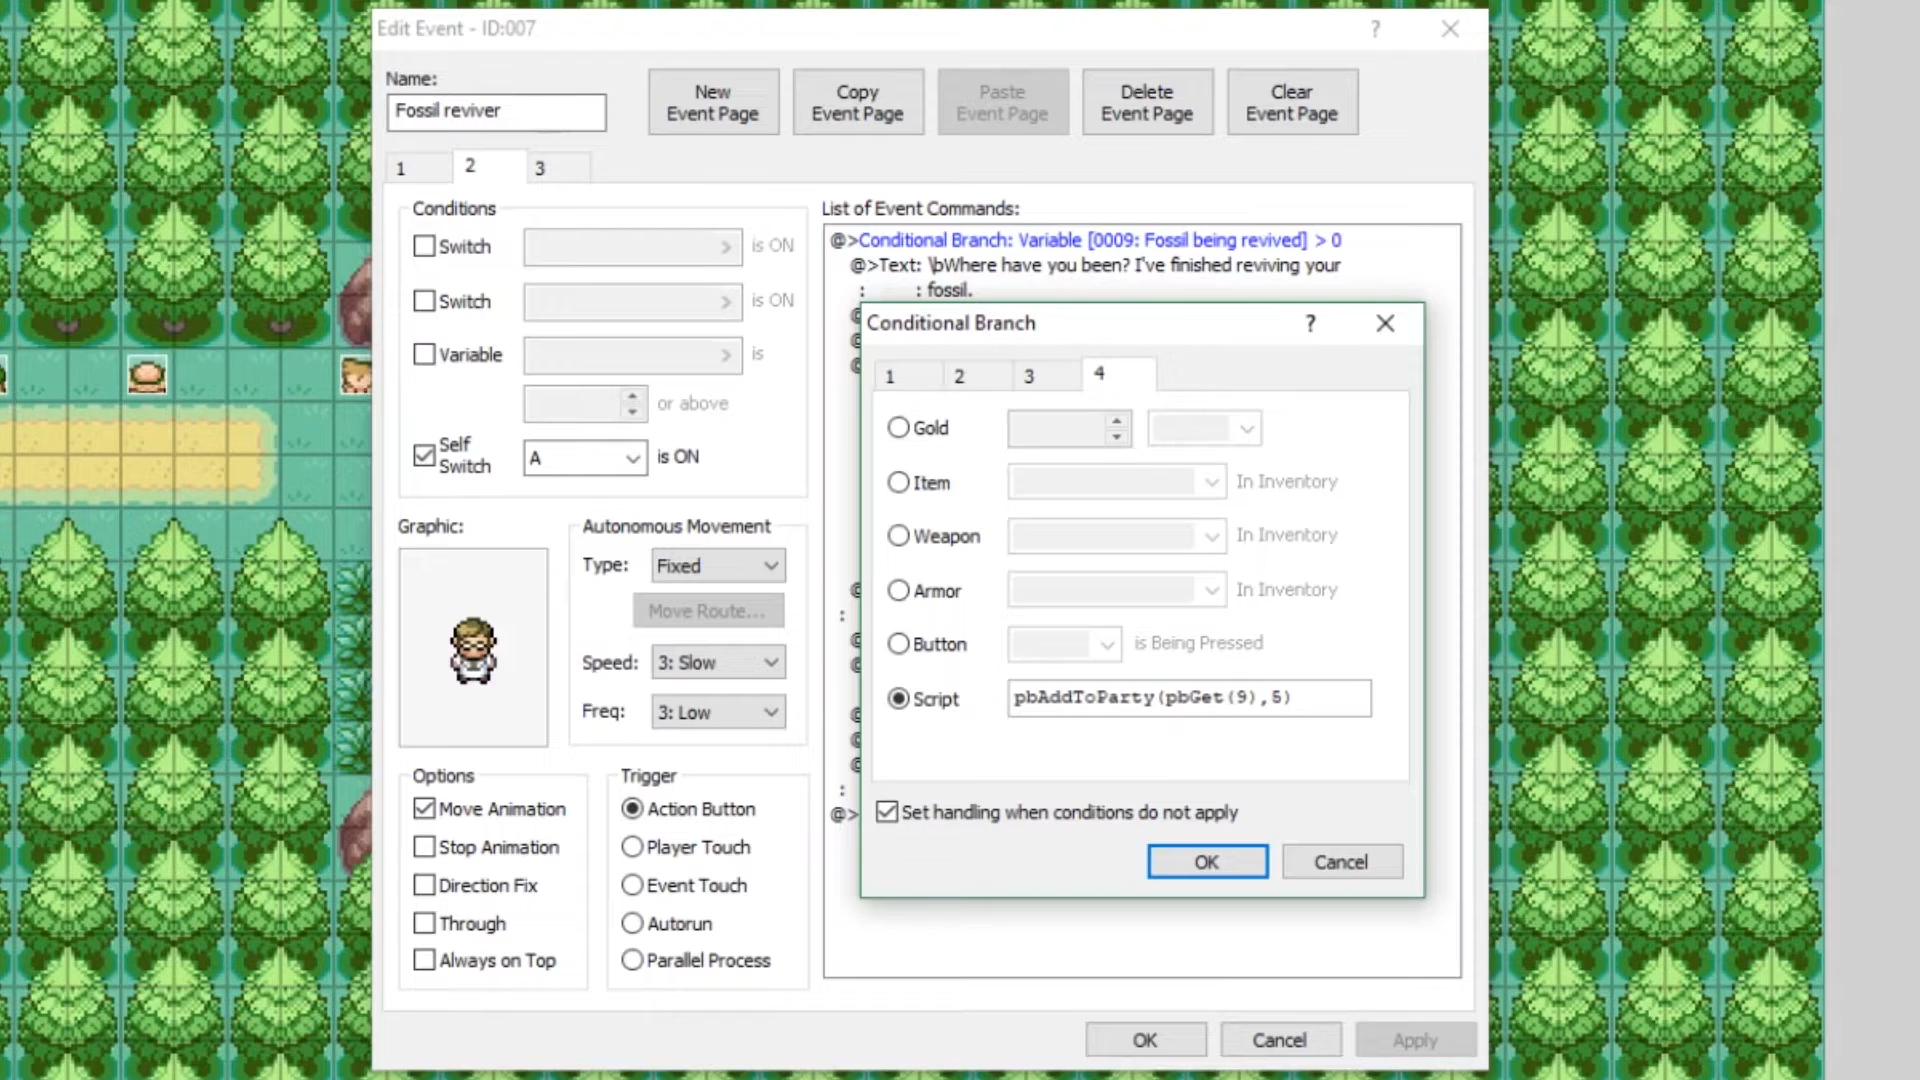 Edit Event - ID:007 ?
Name:
Fossil reviver
New Event Page
Copy Event Page
Paste Event Page
Delete Event Page
Clear Event Page
1 2 3
Conditions
Switch is ON
Switch is ON
Variable is
or above
Self Switch A is ON
Graphic:
Autonomous Movement
Type: Fixed
Move Route...
Speed: 3: Slow
Freq: 3: Low
Options
Move Animation
Stop Animation
Direction Fix
Through
Always on Top
Trigger
Action Button
Player Touch
Event Touch
Autorun
Parallel Process
List of Event Commands:
@>Conditional Branch: Variable [0009: Fossil being revived] > 0
@>Text: \bWhere have you been? I've finished reviving your
: : fossil.
@>
Conditional Branch ?
1 2 3 4
Gold
Item In Inventory
Weapon In Inventory
Armor In Inventory
Button is Being Pressed
Script pbAddToParty(pbGet(9),5)
Set handling when conditions do not apply
OK Cancel
OK Cancel Apply